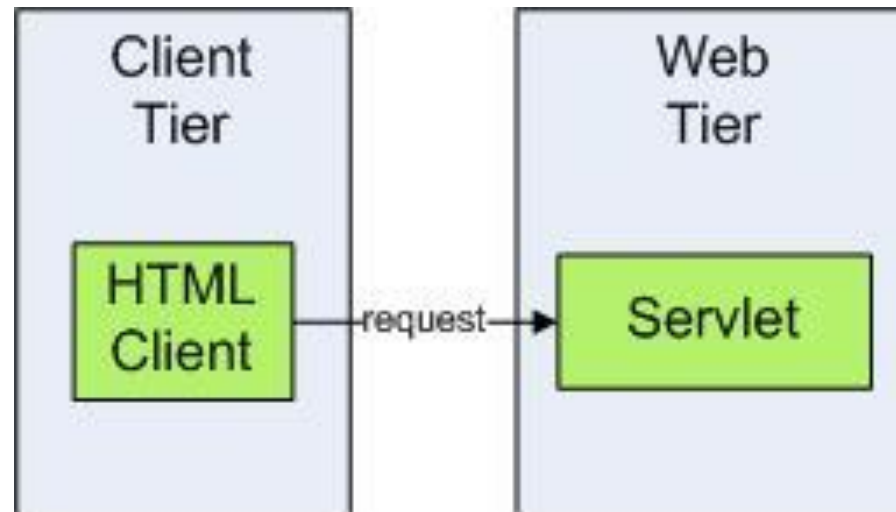 Client
Tier
HTML
Client
request
Web
Tier
Servlet